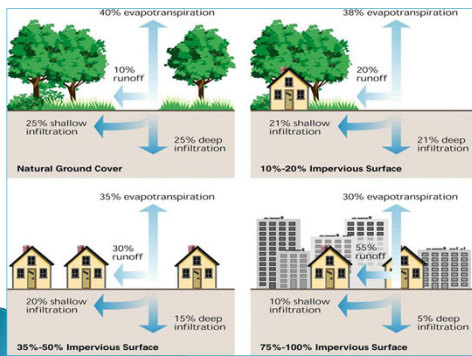 40% evapotranspiration
10%
runoff
25% shallow
infiltration
25% deep
infiltration
Natural Ground Cover
38% evapotranspiration
20%
runoff
21% shallow
infiltration
21% deep
infiltration
10%-20% Impervious Surface
35% evapotranspiration
30%
runoff
20% shallow
infiltration
15% deep
infiltration
35%-50% Impervious Surface
30% evapotranspiration
55%
runoff
10% shallow
infiltration
5% deep
infiltration
75%-100% Impervious Surface